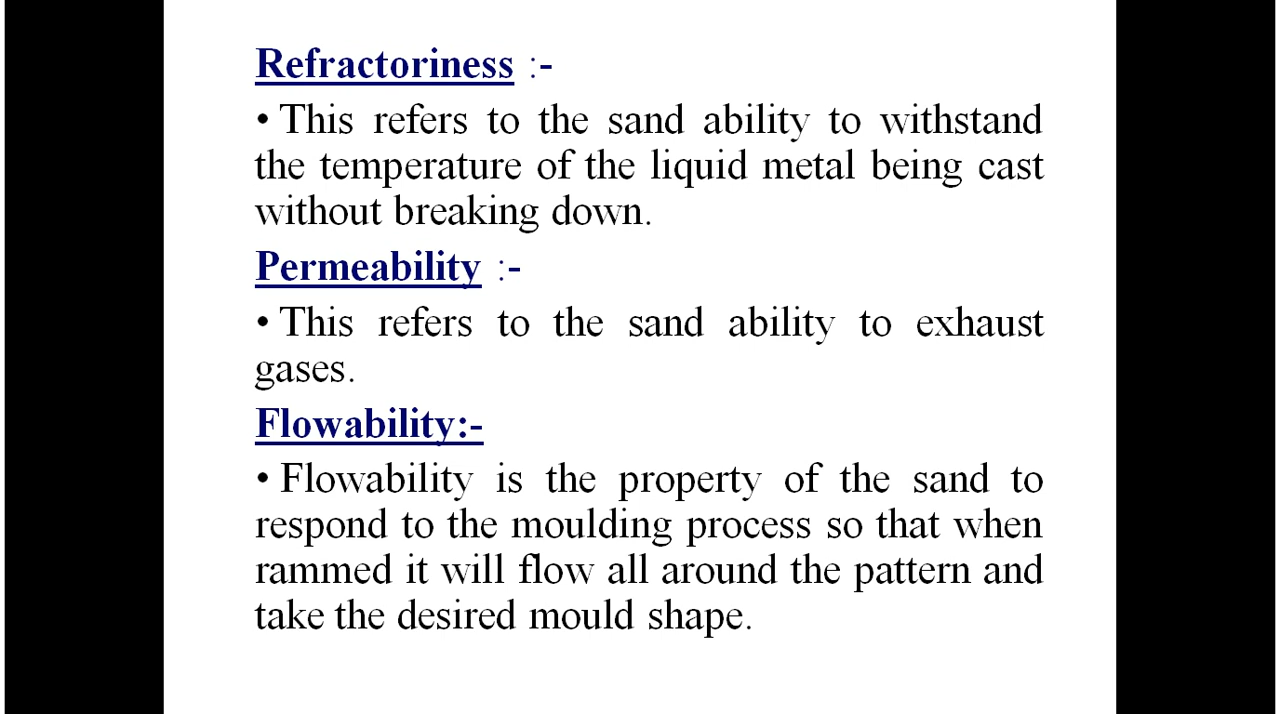 Refractoriness :-
• This refers to the sand ability to withstand
the temperature of the liquid metal being cast
without breaking down.
Permeability :-
• This refers to the sand ability to exhaust
gases.
Flowability:-
• Flowability is the property of the sand to
respond to the moulding process so that when
rammed it will flow all around the pattern and
take the desired mould shape.